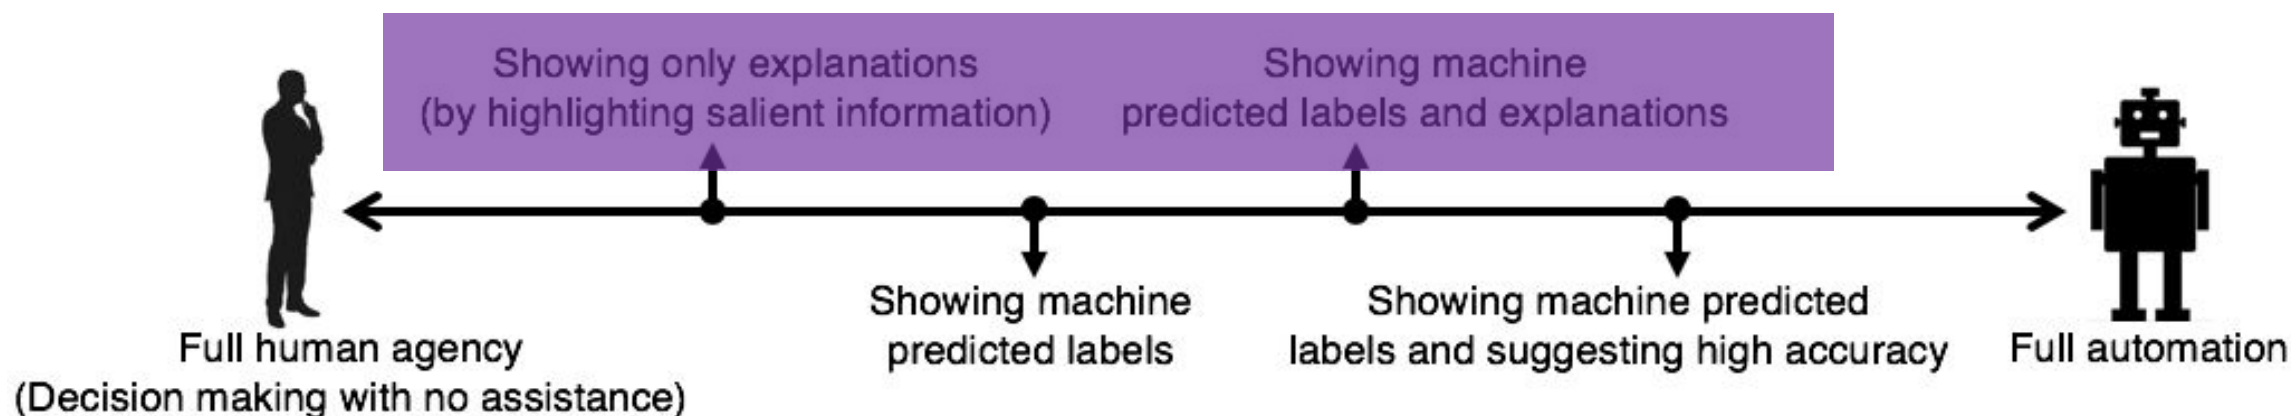 Showing only explanations
(by highlighting salient information)
Showing machine
predicted labels and explanations
Showing machine
predicted labels
Showing machine predicted
labels and suggesting high accuracy
Full human agency
(Decision making with no assistance)
Full automation